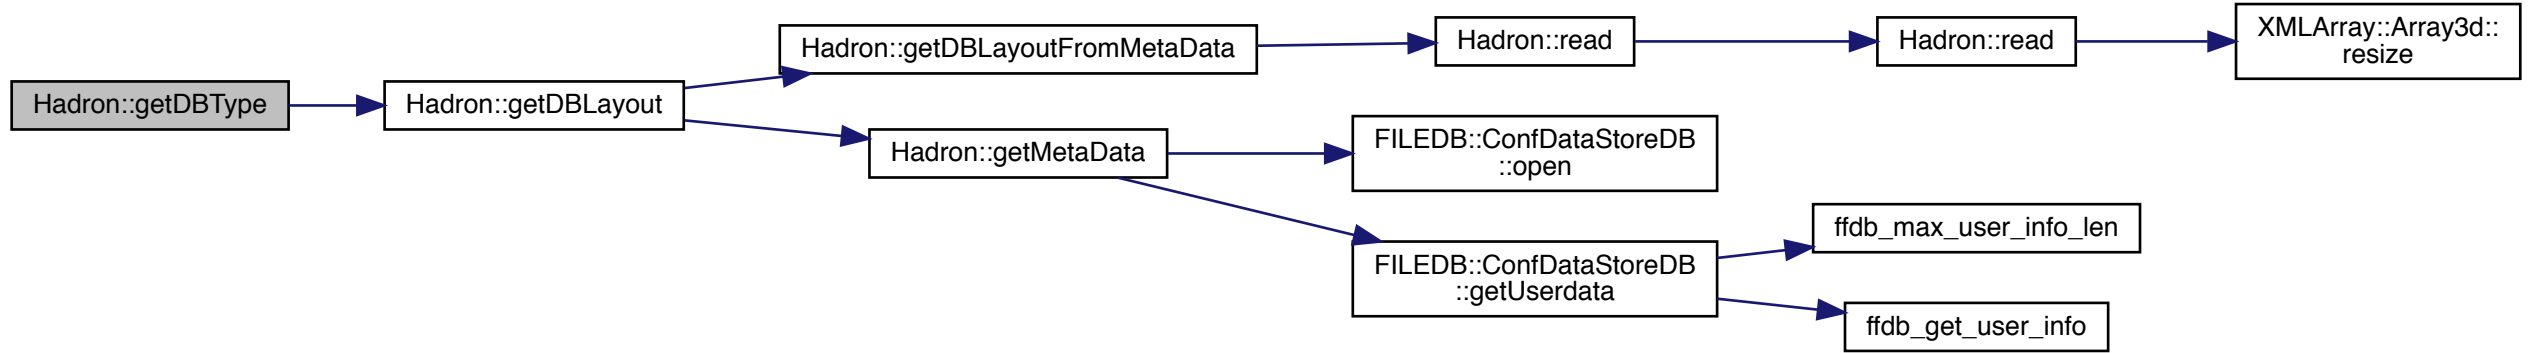 Hadron::getDBType
Hadron::getDBLayout
Hadron::getDBLayoutFromMetaData
Hadron::read
Hadron::read
XMLArray::Array3d::
resize
Hadron::getMetaData
FILEDB::ConfDataStoreDB
::open
FILEDB::ConfDataStoreDB
::getUserdata
ffdb_max_user_info_len
ffdb_get_user_info